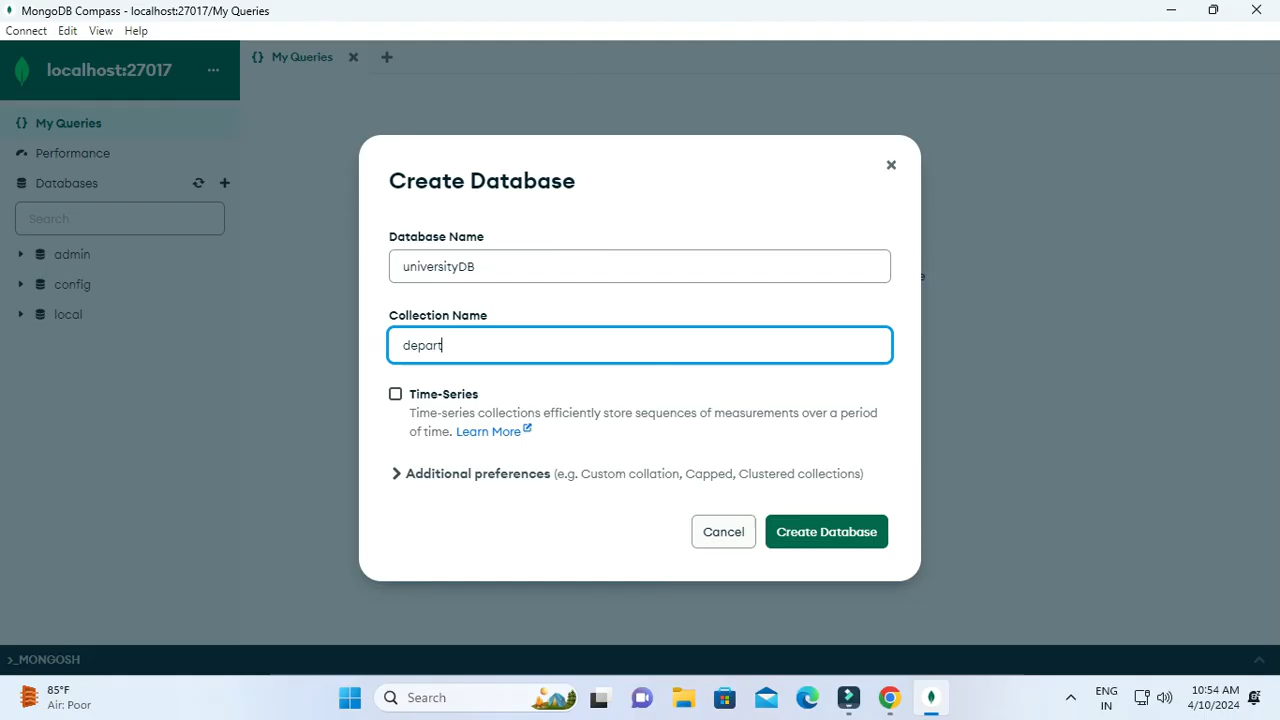 MongoDB Compass - localhost:27017/My Queries
Connect Edit View Help
localhost:27017 ...
{} My Queries
My Queries
Performance
Databases
Search
admin
config
local
Create Database
Database Name
universityDB
Collection Name
depart
Time-Series
Time-series collections efficiently store sequences of measurements over a period
of time. Learn More
Additional preferences (e.g. Custom collation, Capped, Clustered collections)
Cancel Create Database
>_MONGOSH
85°F
Air: Poor
Search
ENG
IN
10:54 AM
4/10/2024